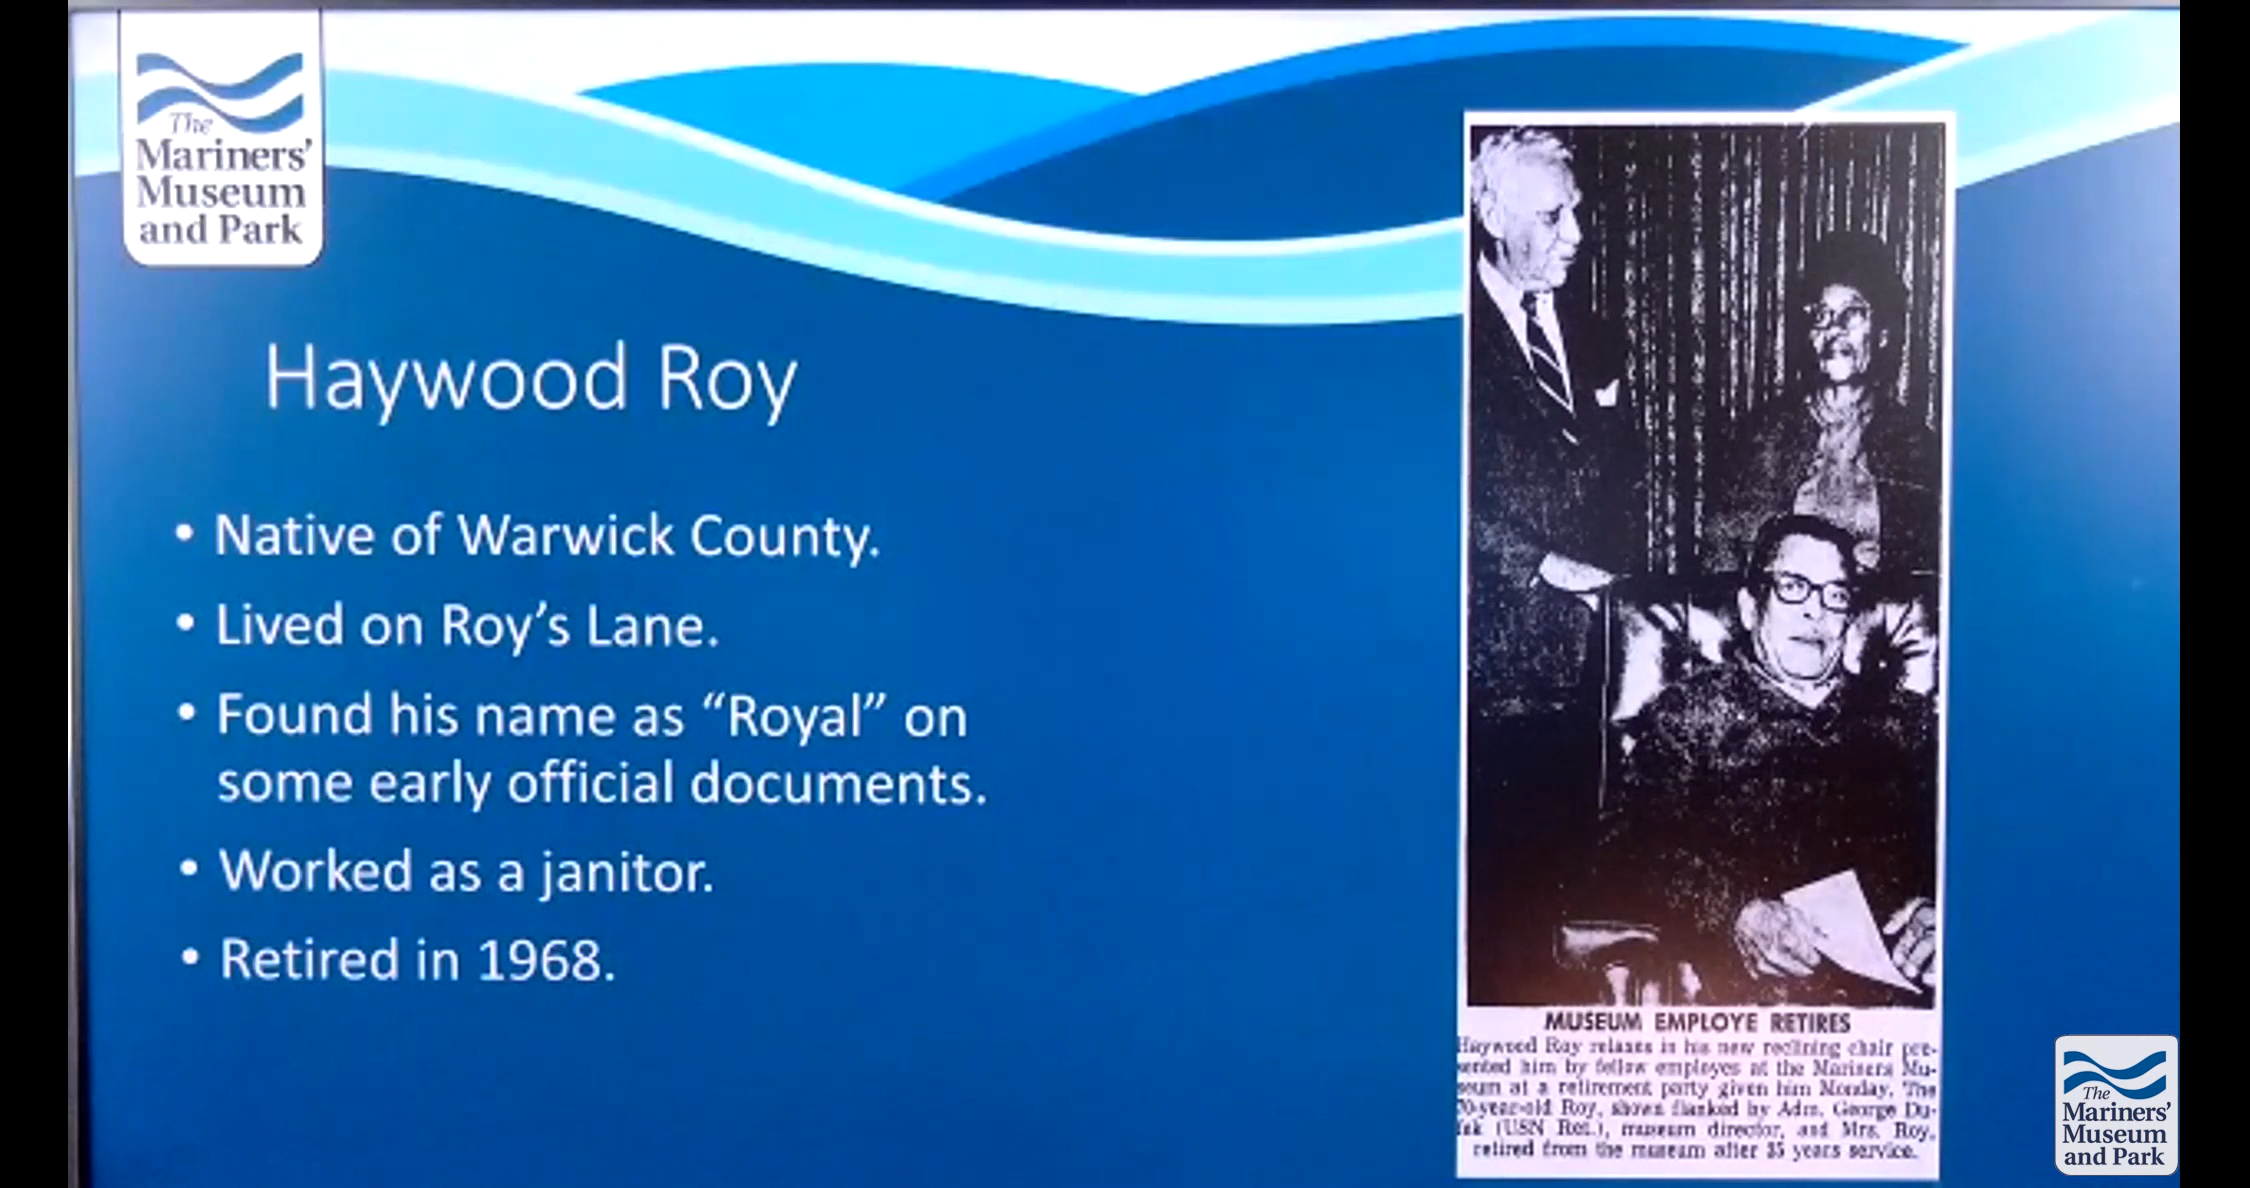 The
Mariners'
Museum
and Park
Haywood Roy
• Native of Warwick County.
• Lived on Roy's Lane.
• Found his name as “Royal” on
some early official documents.
• Worked as a janitor.
• Retired in 1968.
MUSEUM EMPLOYE RETIRES
Haywood Roy relaxes in his new reclining chair pre-
sented him by fellow employes at the Mariners Mu-
seum at a retirement party given him Monday. The
70-year-old Roy, shown flanked by Adm. George Du-
(USN Ret.), museum director, and Mrs. Roy,
retired from the museum after 35 years service.
The
Mariners'
Museum
and Park